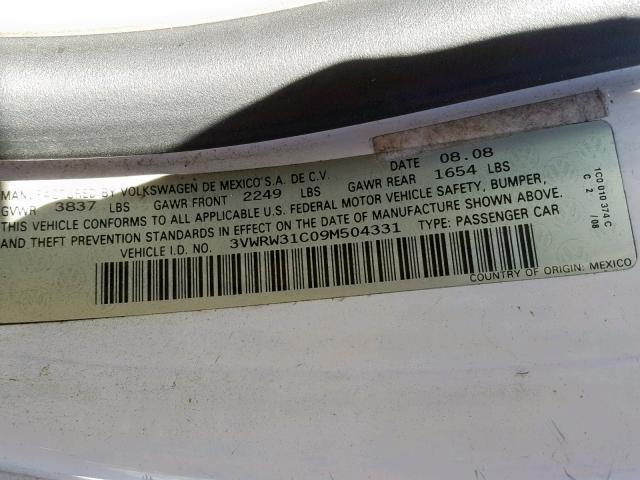 MANUFACTURED BY VOLKSWAGEN DE MEXICO S.A. DE C.V. DATE 08.08
GVWR 3837 LBS GAWR FRONT 2249 LBS GAWR REAR 1654 LBS
THIS VEHICLE CONFORMS TO ALL APPLICABLE U.S. FEDERAL MOTOR VEHICLE SAFETY, BUMPER,
AND THEFT PREVENTION STANDARDS IN EFFECT ON THE DATE OF MANUFACTURE SHOWN ABOVE.
VEHICLE I.D. NO. 3VWRW31C09M504331 TYPE: PASSENGER CAR
COUNTRY OF ORIGIN: MEXICO
1C0 010 374 C
C 2 /08